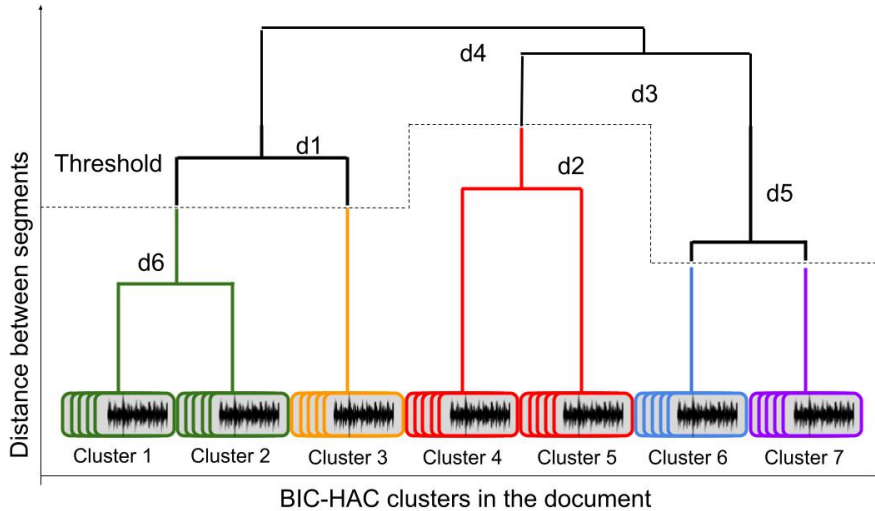 d4
d3
d1
Threshold
d2
d5
d6
Distance between segments
Cluster 1
Cluster 2
Cluster 3
Cluster 4
Cluster 5
Cluster 6
Cluster 7
BIC-HAC clusters in the document